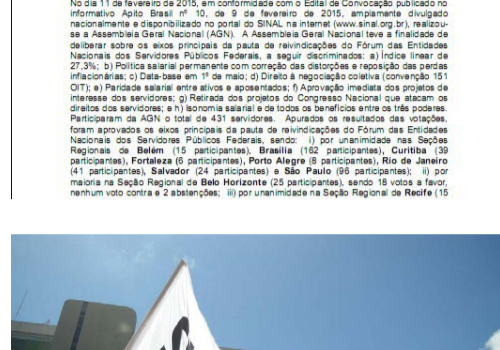 No dia 11 de fevereiro de 2015, em conformidade com o Edital de Convocação publicado no
informativo Apito Brasil nº 10, de 9 de fevereiro de 2015, amplamente divulgado
nacionalmente e disponibilizado no portal do SINAL na internet (www.sinal.org.br), realizou-
se a Assembleia Geral Nacional (AGN). A Assembleia Geral Nacional teve a finalidade de
deliberar sobre os eixos principais da pauta de reivindicações do Fórum das Entidades
Nacionais dos Servidores Públicos Federais, a seguir discriminados: a) Índice linear de
27,3%; b) Política salarial permanente com correção das distorções e reposição das perdas
inflacionárias; c) Data-base em 1º de maio; d) Direito à negociação coletiva (convenção 151
OIT); e) Paridade salarial entre ativos e aposentados; f) Aprovação imediata dos projetos de
interesse dos servidores; g) Retirada dos projetos do Congresso Nacional que atacam os
direitos dos servidores; e h) Isonomia salarial e de todos os benefícios entre os três poderes.
Participaram da AGN o total de 431 servidores. Apurados os resultados das votações,
foram aprovados os eixos principais da pauta de reivindicações do Fórum das Entidades
Nacionais dos Servidores Públicos Federais, sendo: i) por unanimidade nas Seções
Regionais de Belém (15 participantes), Brasília (162 participantes), Curitiba (39
participantes), Fortaleza (6 participantes), Porto Alegre (8 participantes), Rio de Janeiro
(41 participantes), Salvador (24 participantes) e São Paulo (96 participantes); ii) por
maioria na Seção Regional de Belo Horizonte (25 participantes), sendo 18 votos a favor,
nenhum voto contra e 2 abstenções; iii) por unanimidade na Seção Regional de Recife (15